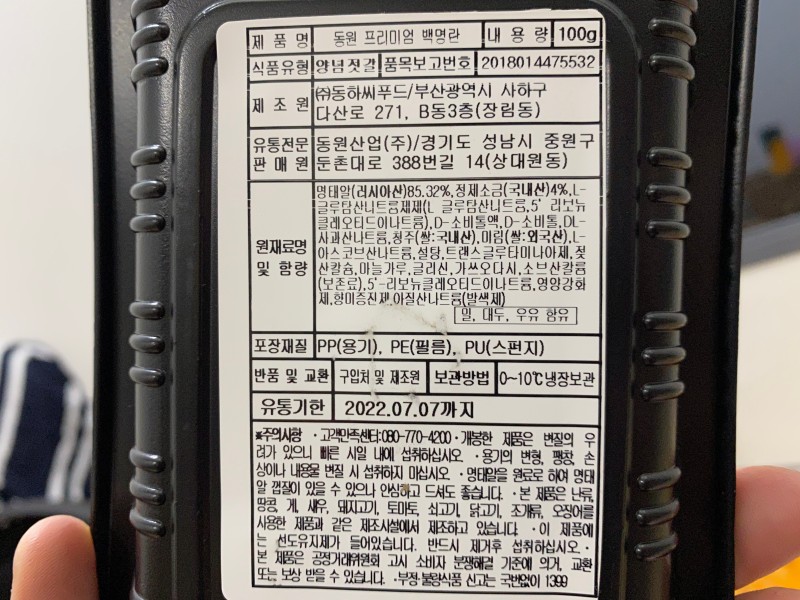 제 품 명 동원 프리미엄 백명란 내 용 량 100g
식품유형 양념젓갈 품목보고번호 2018014475532
제 조 원 ㈜동하씨푸드/부산광역시 사하구
다산로 271, B동3층(장림동)
유통전문 동원산업(주)/경기도 성남시 중원구
판 매 원 둔촌대로 388번길 14(상대원동)
명태알(러시아산)85.32%,정제소금(국내산)4%,L-
글루탐산나트륨제제(L 글루탐산나트륨,5' 리보뉴
클레오티드이나트륨),D-소비톨액,D-소비톨,DL-
사과산나트륨,청주(쌀:국내산),미림(쌀:외국산),L-
원재료명 아스코브산나트륨,설탕,트랜스글루타미나아제,젖
및 함량 산칼슘,마늘가루,글리신,가쓰오다시,소브산칼륨
(보존료),5'-리보뉴클레오티드이나트륨,영양강화
제,향미증진제,아질산나트륨(발색제)
밀, 대두, 우유 함유
포장재질 PP(용기), PE(필름), PU(스펀지)
반품 및 교환 구입처 및 제조원 보관방법 0~10℃냉장보관
유통기한 2022.07.07까지
※주의사항 ·고객만족센터:080-770-4200 ·개봉한 제품은 변질의 우
려가 있으니 빠른 시일 내에 섭취하십시오 ·용기의 변형, 팽창, 손
상이나 내용물 변질 시 섭취하지 마십시오 ·명태알을 원료로 하여 명태
알 껍질이 있을 수 있으나 안심하고 드셔도 좋습니다. ·본 제품은 난류,
땅콩, 게, 새우, 돼지고기, 토마토, 쇠고기, 닭고기, 조개류, 오징어를
사용한 제품과 같은 제조시설에서 제조하고 있습니다. ·이 제품에
는 선도유지제가 들어있습니다. 반드시 제거후 섭취하십시오 ·
본 제품은 공정거래위원회 고시 소비자 분쟁해결 기준에 의거, 교환
또는 보상 받을 수 있습니다. ·부정·불량식품 신고는 국번없이 1399